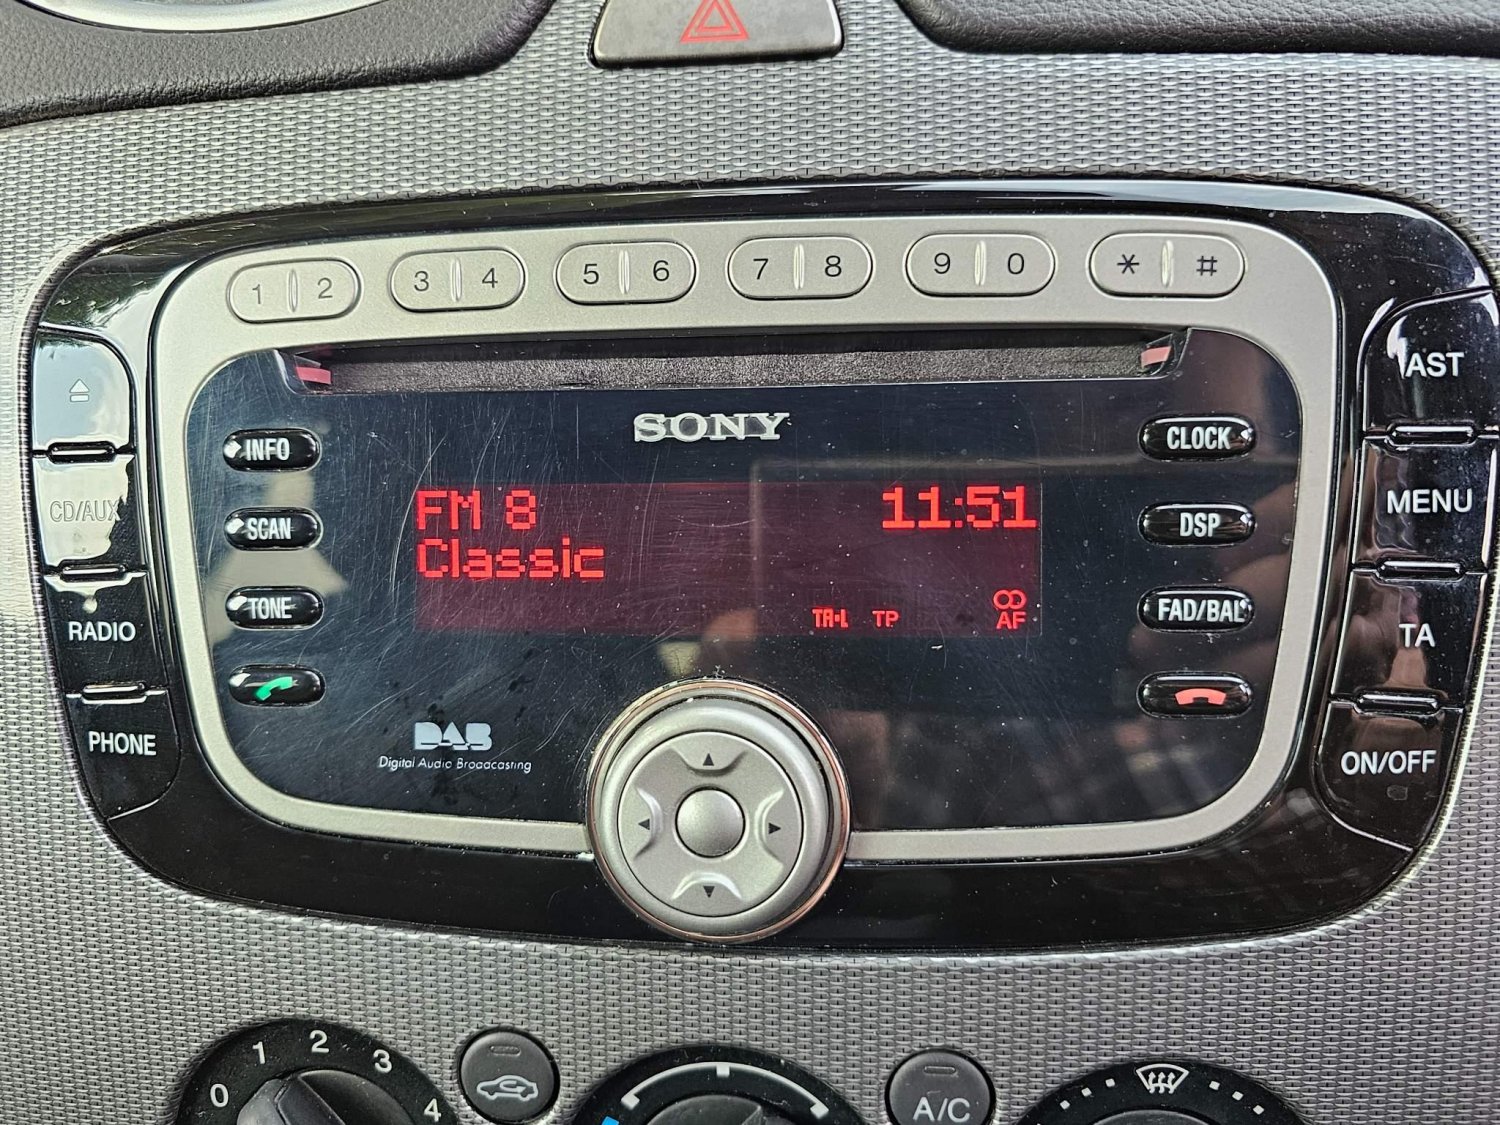 1 2 3 4 5 6 7 8 9 0 * #
SONY
AST
INFO
CLOCK
CD/AUX
FM 8 11:51
MENU
SCAN
DSP
Classic
TONE
TA-L TP AF
FAD/BAL
RADIO
TA
PHONE
DAB
Digital Audio Broadcasting
ON/OFF
0 1 2 3 4
A/C